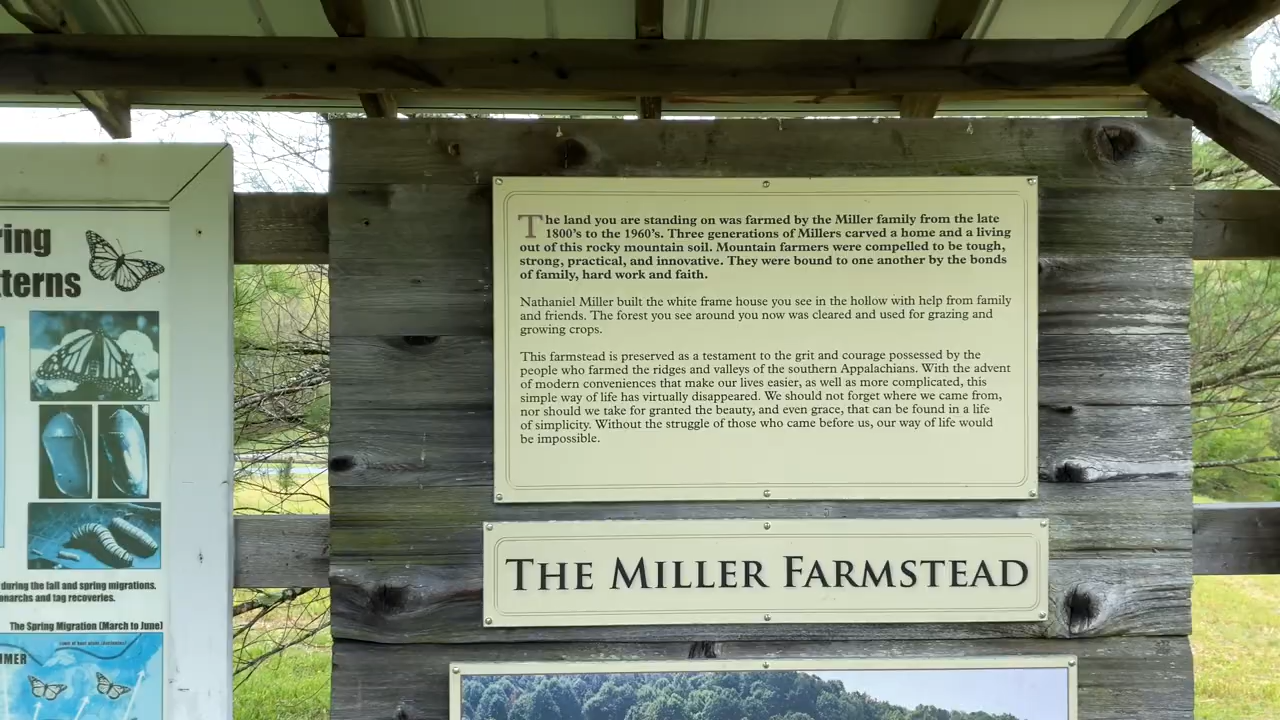 ring
tterns
during the fall and spring migrations.
onarchs and tag recoveries.
The Spring Migration (March to June)
The land you are standing on was farmed by the Miller family from the late
1800's to the 1960's. Three generations of Millers carved a home and a living
out of this rocky mountain soil. Mountain farmers were compelled to be tough,
strong, practical, and innovative. They were bound to one another by the bonds
of family, hard work and faith.
Nathaniel Miller built the white frame house you see in the hollow with help from family
and friends. The forest you see around you now was cleared and used for grazing and
growing crops.
This farmstead is preserved as a testament to the grit and courage possessed by the
people who farmed the ridges and valleys of the southern Appalachians. With the advent
of modern conveniences that make our lives easier, as well as more complicated, this
simple way of life has virtually disappeared. We should not forget where we came from,
nor should we take for granted the beauty, and even grace, that can be found in a life
of simplicity. Without the struggle of those who came before us, our way of life would
be impossible.
THE MILLER FARMSTEAD